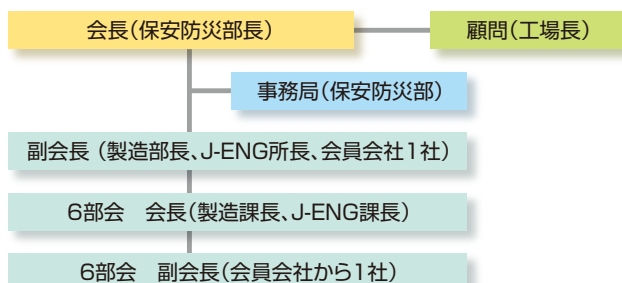 会長(保安防災部長)
顧問(工場長)
事務局(保安防災部)
副会長(製造部長、J-ENG所長、会員会社1社)
6部会　会長(製造課長、J-ENG課長)
6部会　副会長(会員会社から1社)